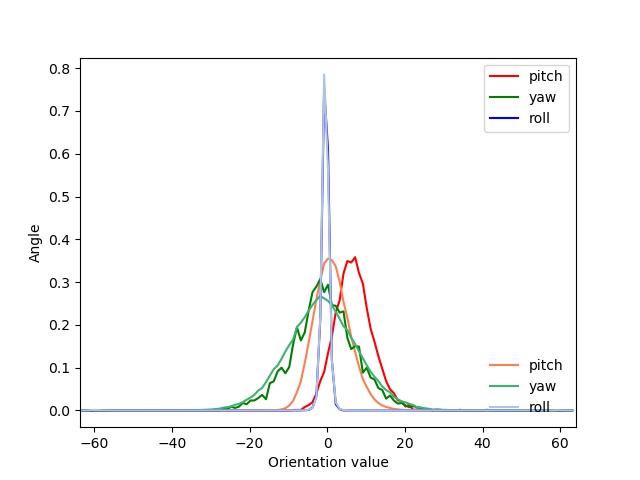 0.8
0.7
0.6
0.5
0.4
0.3
0.2
0.1
0.0
Angle
pitch
yaw
roll
pitch
yaw
roll
−60 −40 −20 0 20 40 60
Orientation value